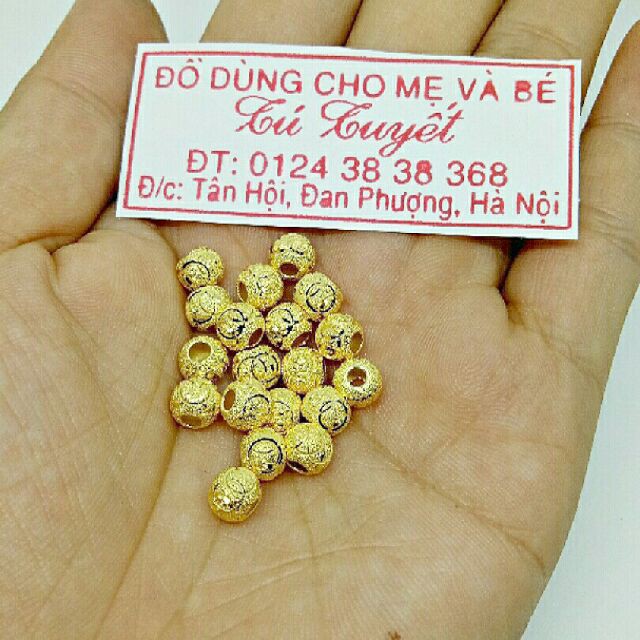 ĐỒ DÙNG CHO MẸ VÀ BÉ
Tú Tuyết
ĐT: 0124 38 38 368
Đ/c: Tân Hội, Đan Phượng, Hà Nội